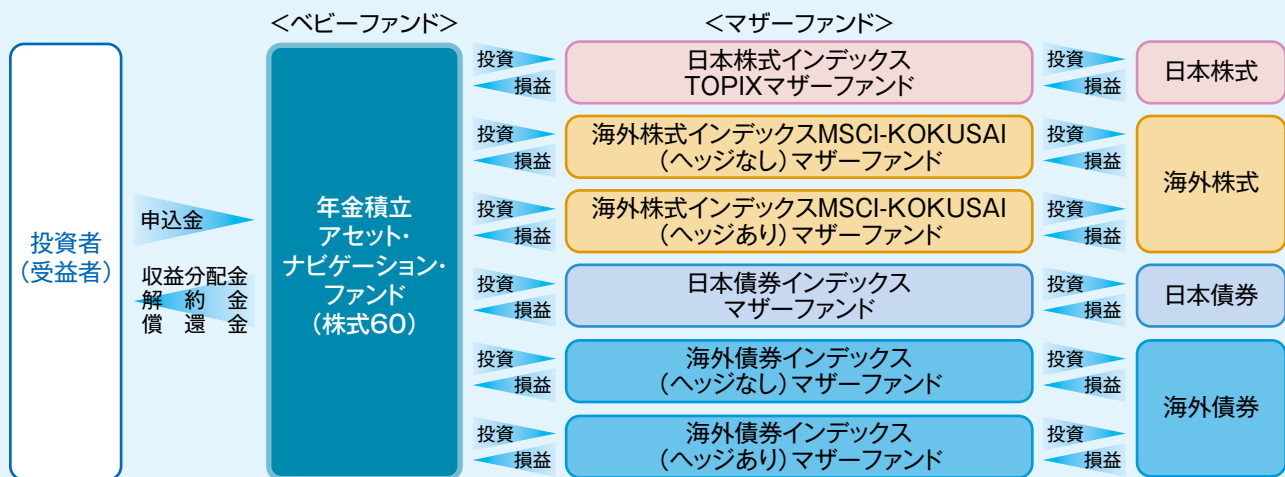 <ベビーファンド>
<マザーファンド>
投資者
(受益者)
申込金
収益分配金
解約金
償還金
年金積立
アセット・
ナビゲーション・
ファンド
(株式60)
投資
損益
日本株式インデックス
TOPIXマザーファンド
投資
損益
日本株式
投資
損益
海外株式インデックスMSCI-KOKUSAI
(ヘッジなし)マザーファンド
投資
損益
海外株式
投資
損益
海外株式インデックスMSCI-KOKUSAI
(ヘッジあり)マザーファンド
投資
損益
投資
損益
日本債券インデックス
マザーファンド
投資
損益
日本債券
投資
損益
海外債券インデックス
(ヘッジなし)マザーファンド
投資
損益
海外債券
投資
損益
海外債券インデックス
(ヘッジあり)マザーファンド
投資
損益